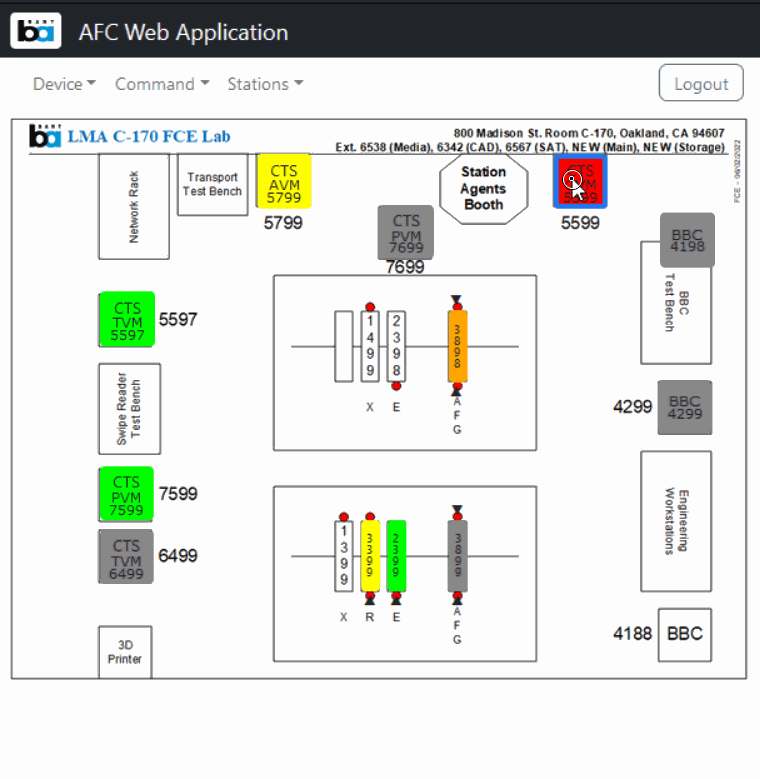 BART
ba AFC Web Application
Device
Command
Stations
Logout
BART
ba LMA C-170 FCE Lab
800 Madison St. Room C-170, Oakland, CA 94607
Ext. 6538 (Media), 6342 (CAD), 6567 (SAT), NEW (Main), NEW (Storage)
FCE - 06/02/2022
Network Rack
Transport
Test Bench
CTS
AVM
5799
5799
CTS
PVM
7699
7699
Station
Agents
Booth
CTS
5599
5599
BBC
4198
BBC
Test Bench
CTS
TVM
5597
5597
1499
2398
3898
X
E
AFG
Swipe Reader
Test Bench
BBC
4299
4299
CTS
PVM
7599
7599
CTS
TVM
6499
6499
1399
3399
2399
3899
X
R
E
AFG
Engineering
Workstations
3D
Printer
4188
BBC